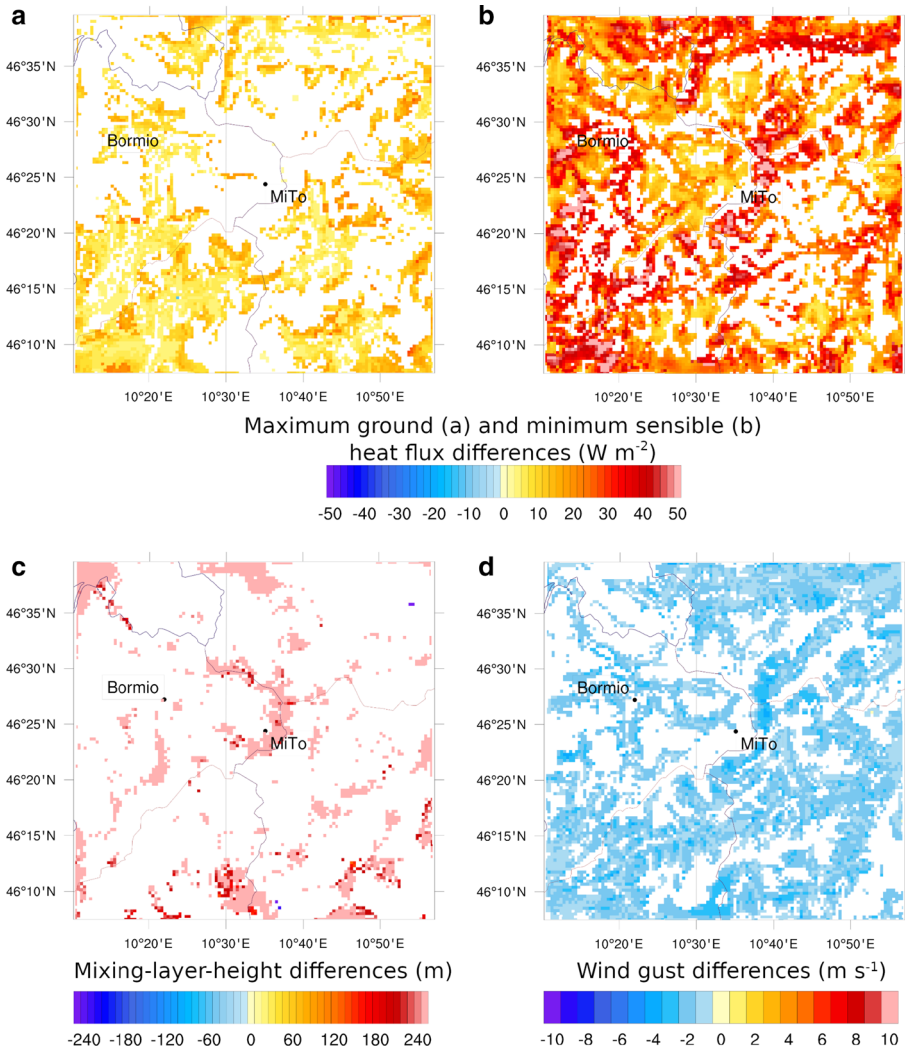 a
b
46°35'N
46°30'N
46°25'N
46°20'N
46°15'N
46°10'N
Bormio
MiTo
10°20'E
10°30'E
10°40'E
10°50'E
46°35'N
46°30'N
46°25'N
46°20'N
46°15'N
46°10'N
Bormio
MiTo
10°20'E
10°30'E
10°40'E
10°50'E
Maximum ground (a) and minimum sensible (b)
heat flux differences (W m-2)
-50 -40 -30 -20 -10 0 10 20 30 40 50
c
d
46°35'N
46°30'N
46°25'N
46°20'N
46°15'N
46°10'N
Bormio
MiTo
10°20'E
10°30'E
10°40'E
10°50'E
46°35'N
46°30'N
46°25'N
46°20'N
46°15'N
46°10'N
Bormio
MiTo
10°20'E
10°30'E
10°40'E
10°50'E
Mixing-layer-height differences (m)
-240 -180 -120 -60 0 60 120 180 240
Wind gust differences (m s-1)
-10 -8 -6 -4 -2 0 2 4 6 8 10